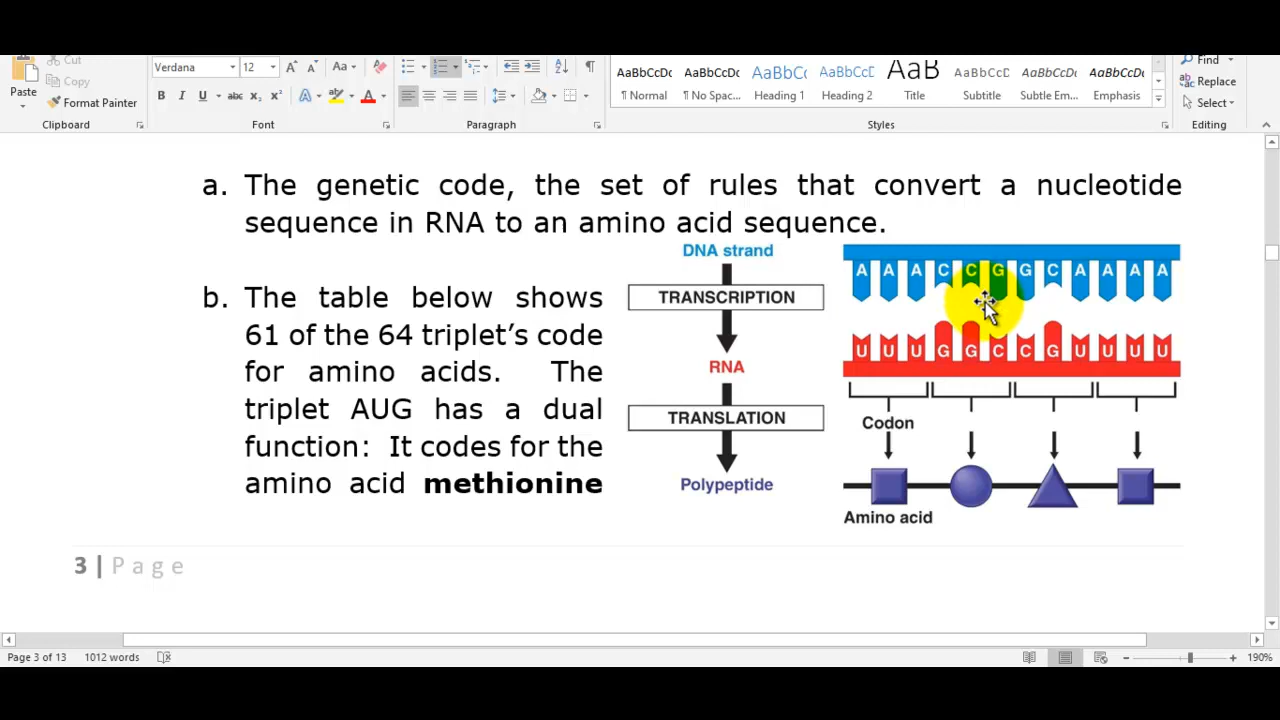 Cut
Copy
Format Painter
Paste
Clipboard
Verdana 12
Aa
B I U abc x₂ x² A A
Font
Paragraph
AaBbCcDc AaBbCcDc AaBbCc AaBbCcC AaB AaBbCcD AaBbCcDc AaBbCcDc
¶ Normal ¶ No Spac... Heading 1 Heading 2 Title Subtitle Subtle Em... Emphasis
Styles
Find
Replace
Select
Editing
a. The genetic code, the set of rules that convert a nucleotide
sequence in RNA to an amino acid sequence.
b. The table below shows
61 of the 64 triplet's code
for amino acids. The
triplet AUG has a dual
function: It codes for the
amino acid methionine
DNA strand
TRANSCRIPTION
RNA
TRANSLATION
Polypeptide
A A A C C G G C A A A A
U U U G G C C G U U U U
Codon
Amino acid
3 | Page
Page 3 of 13 1012 words 190%